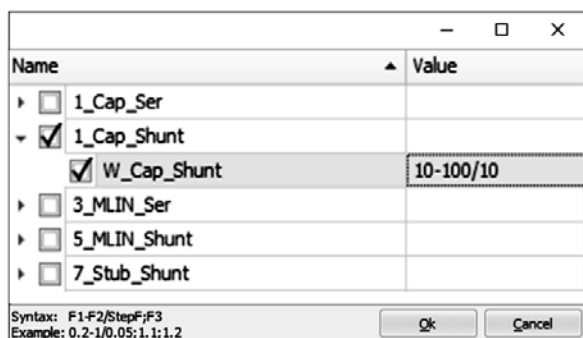 Name Value
1_Cap_Ser
1_Cap_Shunt
W_Cap_Shunt 10-100/10
3_MLIN_Ser
5_MLIN_Shunt
7_Stub_Shunt
Syntax: F1-F2/StepF;F3
Example: 0.2-1/0.05;1.1;1.2
Ok Cancel